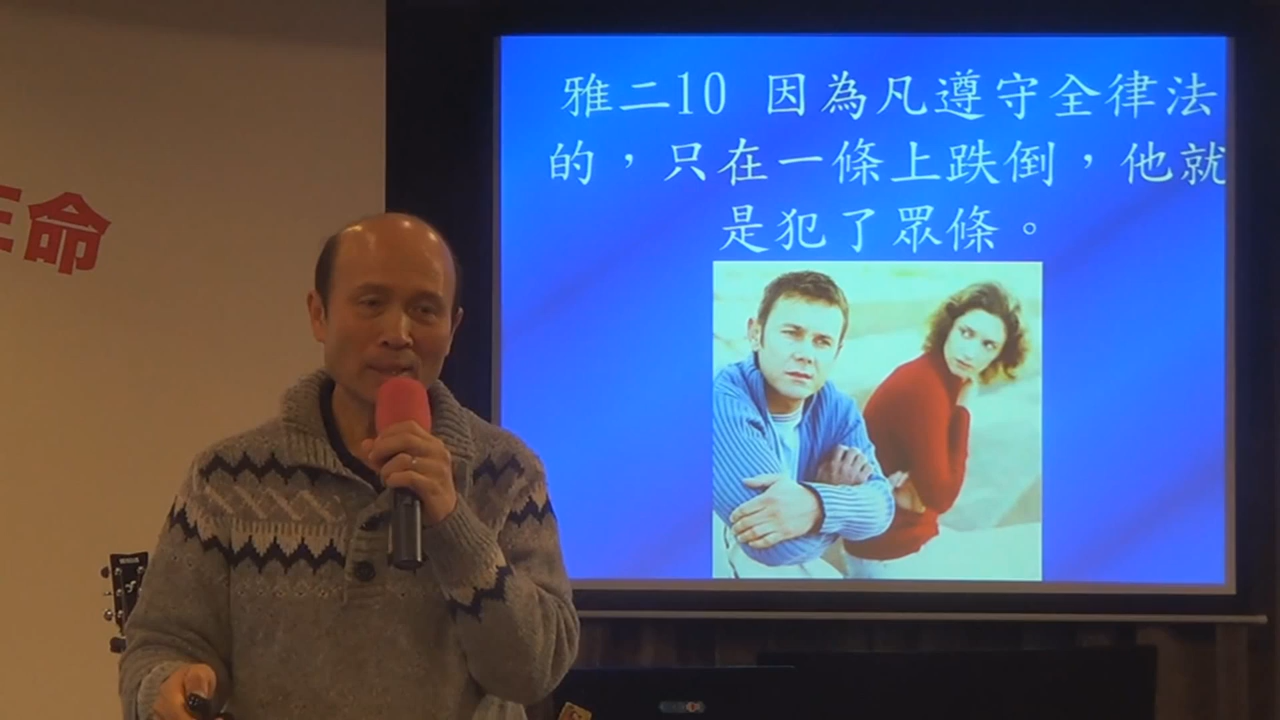 雅二10 因為凡遵守全律法
的，只在一條上跌倒，他就
是犯了眾條。
生命